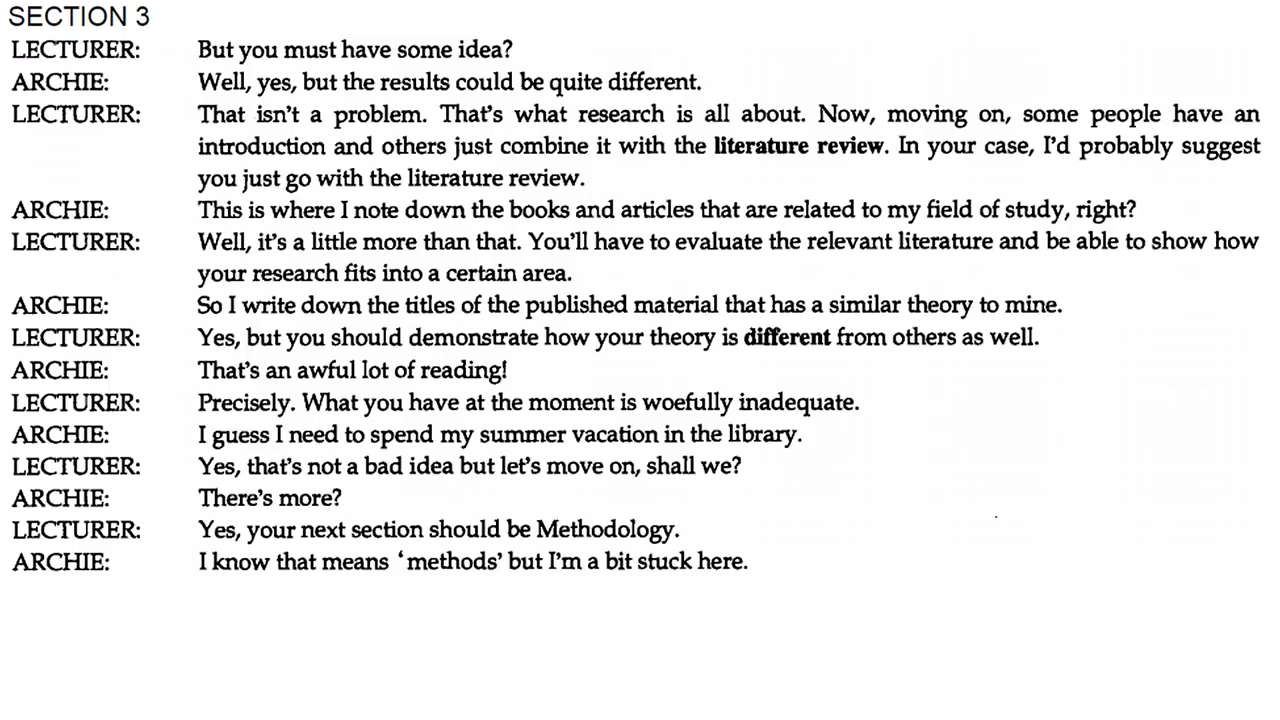 SECTION 3
LECTURER: But you must have some idea?
ARCHIE: Well, yes, but the results could be quite different.
LECTURER: That isn't a problem. That's what research is all about. Now, moving on, some people have an
introduction and others just combine it with the literature review. In your case, I'd probably suggest
you just go with the literature review.
ARCHIE: This is where I note down the books and articles that are related to my field of study, right?
LECTURER: Well, it's a little more than that. You'll have to evaluate the relevant literature and be able to show how
your research fits into a certain area.
ARCHIE: So I write down the titles of the published material that has a similar theory to mine.
LECTURER: Yes, but you should demonstrate how your theory is different from others as well.
ARCHIE: That's an awful lot of reading!
LECTURER: Precisely. What you have at the moment is woefully inadequate.
ARCHIE: I guess I need to spend my summer vacation in the library.
LECTURER: Yes, that's not a bad idea but let's move on, shall we?
ARCHIE: There's more?
LECTURER: Yes, your next section should be Methodology.
ARCHIE: I know that means 'methods' but I'm a bit stuck here.